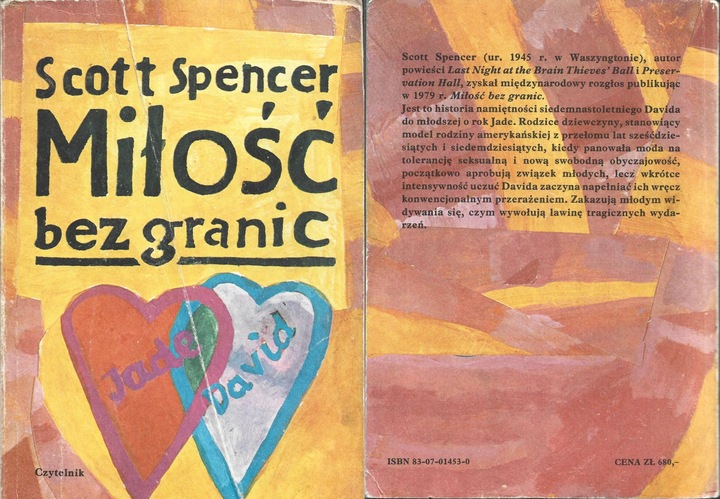 Scott Spencer
Miłość
bez granic
Jade
David
Czytelnik
Scott Spencer (ur. 1945 r. w Waszyngtonie), autor
powieści Last Night at the Brain Thieves' Ball i Preser-
vation Hall, zyskał międzynarodowy rozgłos publikując
w 1979 r. Miłość bez granic.
Jest to historia namiętności siedemnastoletniego Davida
do młodszej o rok Jade. Rodzice dziewczyny, stanowiący
model rodziny amerykańskiej z przełomu lat sześćdzie-
siątych i siedemdziesiątych, kiedy panowała moda na
tolerancję seksualną i nową swobodną obyczajowość,
początkowo aprobują związek młodych, lecz wkrótce
intensywność uczuć Davida zaczyna napełniać ich wręcz
konwencjonalnym przerażeniem. Zakazują młodym wi-
dywania się, czym wywołują lawinę tragicznych wyda-
rzeń.
ISBN 83-07-01453-0
CENA ZŁ 680,-